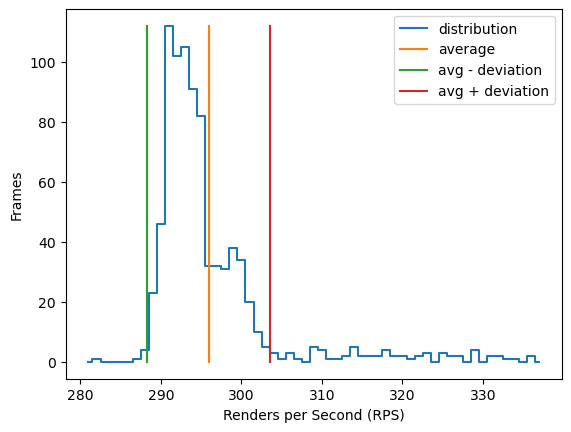 distribution
average
avg - deviation
avg + deviation
100
80
60
40
20
0
Frames
280 290 300 310 320 330
Renders per Second (RPS)